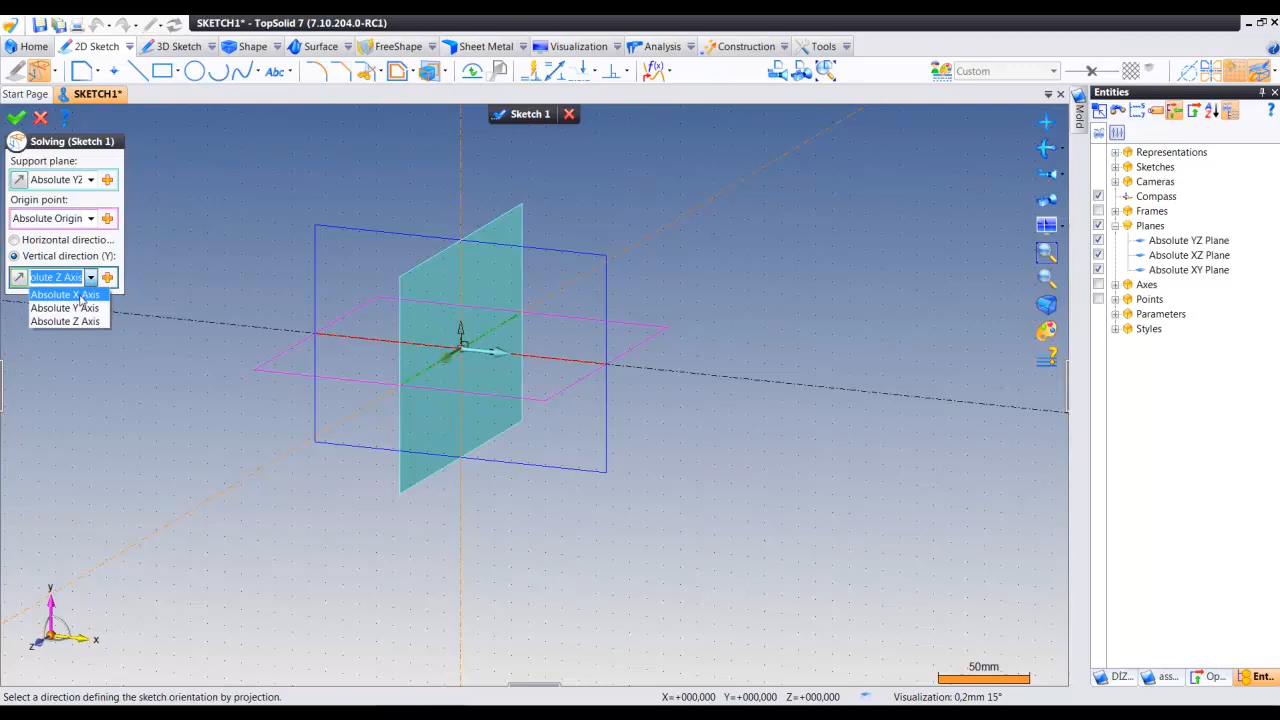 SKETCH1* - TopSolid 7 (7.10.204.0-RC1)
Home 2D Sketch 3D Sketch Shape Surface FreeShape Sheet Metal Visualization Analysis Construction Tools
Abc f(x) Custom
Start Page SKETCH1*
Sketch 1
Solving (Sketch 1)
Support plane:
Absolute YZ
Origin point:
Absolute Origin
Horizontal directio...
Vertical direction (Y):
olute Z Axis
Absolute X Axis
Absolute Y Axis
Absolute Z Axis
y
x
z
50mm
Mold
Entities
Representations
Sketches
Cameras
Compass
Frames
Planes
Absolute YZ Plane
Absolute XZ Plane
Absolute XY Plane
Axes
Points
Parameters
Styles
DIZ... ass... Op... Ent...
Select a direction defining the sketch orientation by projection.
X=+000,000 Y=+000,000 Z=+000,000 Visualization: 0,2mm 15°